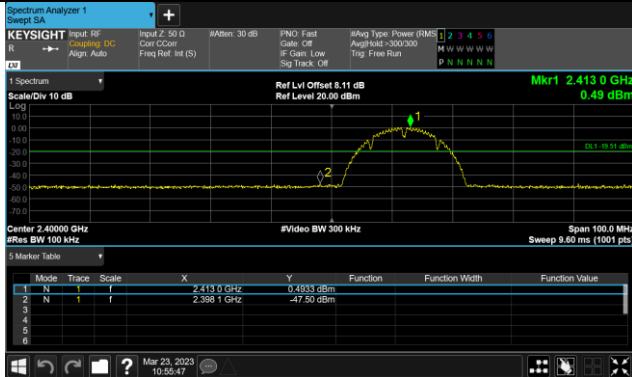 Spectrum Analyzer 1
Swept SA
+
KEYSIGHT Input: RF Input Z: 50 Ω #Atten: 30 dB PNO: Fast #Avg Type: Power (RMS 1 2 3 4 5 6
R Coupling: DC Corr CCorr Gate: Off Avg|Hold:>300/300 M W W W W W
Align: Auto Freq Ref: Int (S) IF Gain: Low Trig: Free Run
Sig Track: Off P N N N N N
LXI
1 Spectrum Ref Lvl Offset 8.11 dB Mkr1 2.413 0 GHz
Scale/Div 10 dB Ref Level 20.00 dBm 0.49 dBm
Log
10.0
0.00
-10.0
-20.0
-30.0
-40.0
-50.0
-60.0
-70.0
1
DL1 -19.51 dBm
2
Center 2.40000 GHz #Video BW 300 kHz Span 100.0 MHz
#Res BW 100 kHz Sweep 9.60 ms (1001 pts)
5 Marker Table
Mode Trace Scale X Y Function Function Width Function Value
1 N 1 f 2.413 0 GHz 0.4933 dBm
2 N 1 f 2.398 1 GHz -47.50 dBm
3
4
5
6
? Mar 23, 2023
10:55:47